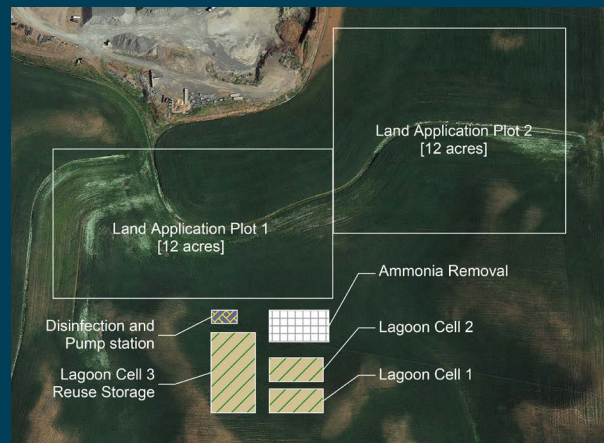 Land Application Plot 2
[12 acres]
Land Application Plot 1
[12 acres]
Ammonia Removal
Disinfection and
Pump station
Lagoon Cell 2
Lagoon Cell 3
Reuse Storage
Lagoon Cell 1